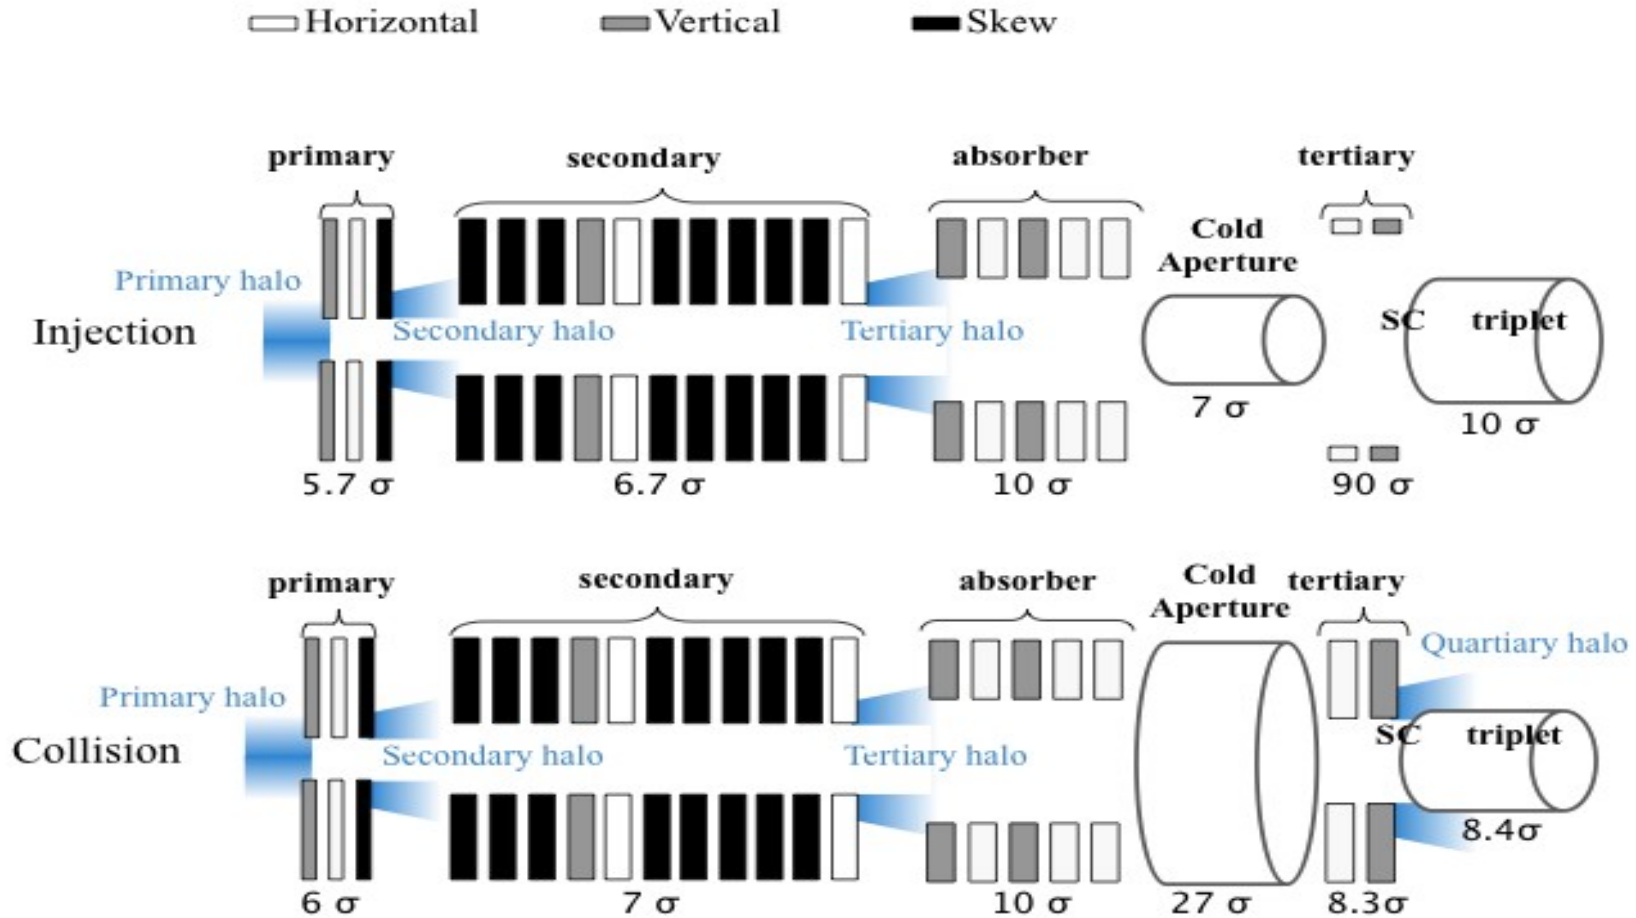 Horizontal Vertical Skew
primary secondary absorber tertiary
Cold
Aperture
Primary halo
Injection Secondary halo Tertiary halo
SC triplet
7 σ
10 σ
5.7 σ 6.7 σ 10 σ 90 σ
primary secondary absorber Cold
Aperture tertiary
Quartiary halo
Primary halo
Collision Secondary halo Tertiary halo
SC triplet
8.4σ
6 σ 7 σ 10 σ 27 σ 8.3σ